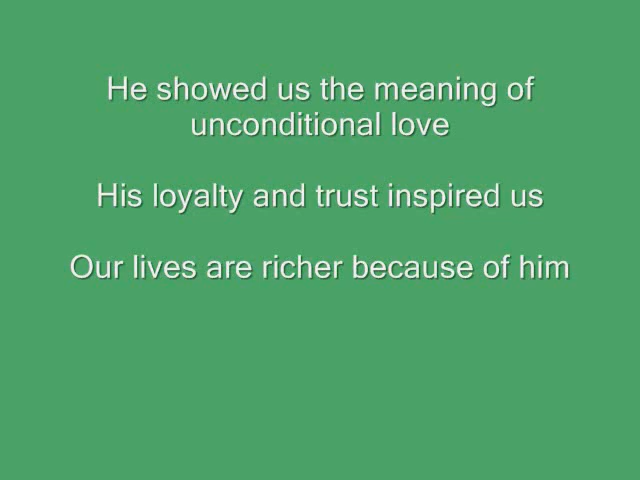 He showed us the meaning of
unconditional love
His loyalty and trust inspired us
Our lives are richer because of him